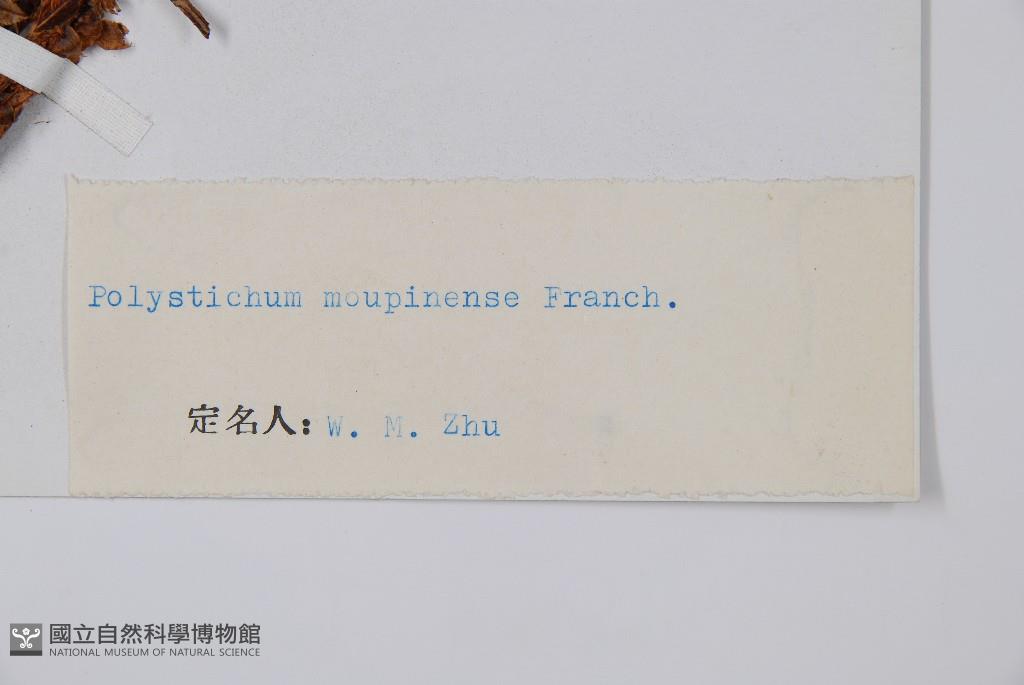 Polystichum moupinense Franch.
定名人: W. M. Zhu
國立自然科學博物館
NATIONAL MUSEUM OF NATURAL SCIENCE